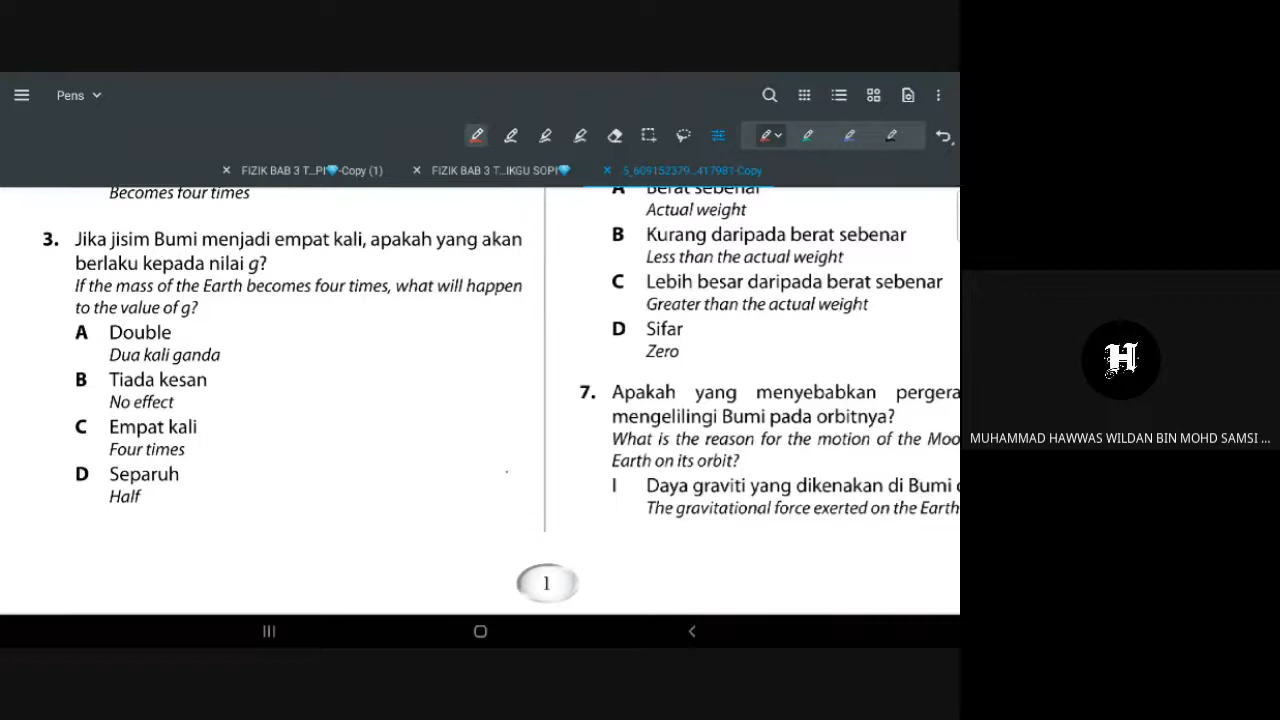 Pens
FIZIK BAB 3 T...PI💎-Copy (1)
FIZIK BAB 3 T...IKGU SOPI💎
5_609152379...417981-Copy
Becomes four times
3. Jika jisim Bumi menjadi empat kali, apakah yang akan
berlaku kepada nilai g?
If the mass of the Earth becomes four times, what will happen
to the value of g?
A Double
Dua kali ganda
B Tiada kesan
No effect
C Empat kali
Four times
D Separuh
Half
A Berat sebenar
Actual weight
B Kurang daripada berat sebenar
Less than the actual weight
C Lebih besar daripada berat sebenar
Greater than the actual weight
D Sifar
Zero
7. Apakah yang menyebabkan pergera
mengelilingi Bumi pada orbitnya?
What is the reason for the motion of the Moo
Earth on its orbit?
I Daya graviti yang dikenakan di Bumi
The gravitational force exerted on the Earth
1
H
MUHAMMAD HAWWAS WILDAN BIN MOHD SAMSI ...